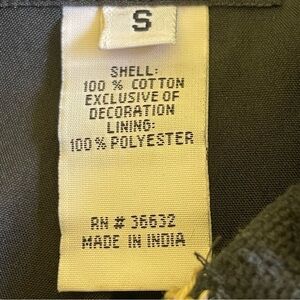 S
SHELL:
100 % COTTON
EXCLUSIVE OF
DECORATION
LINING:
100 % POLYESTER
RN # 36632
MADE IN INDIA